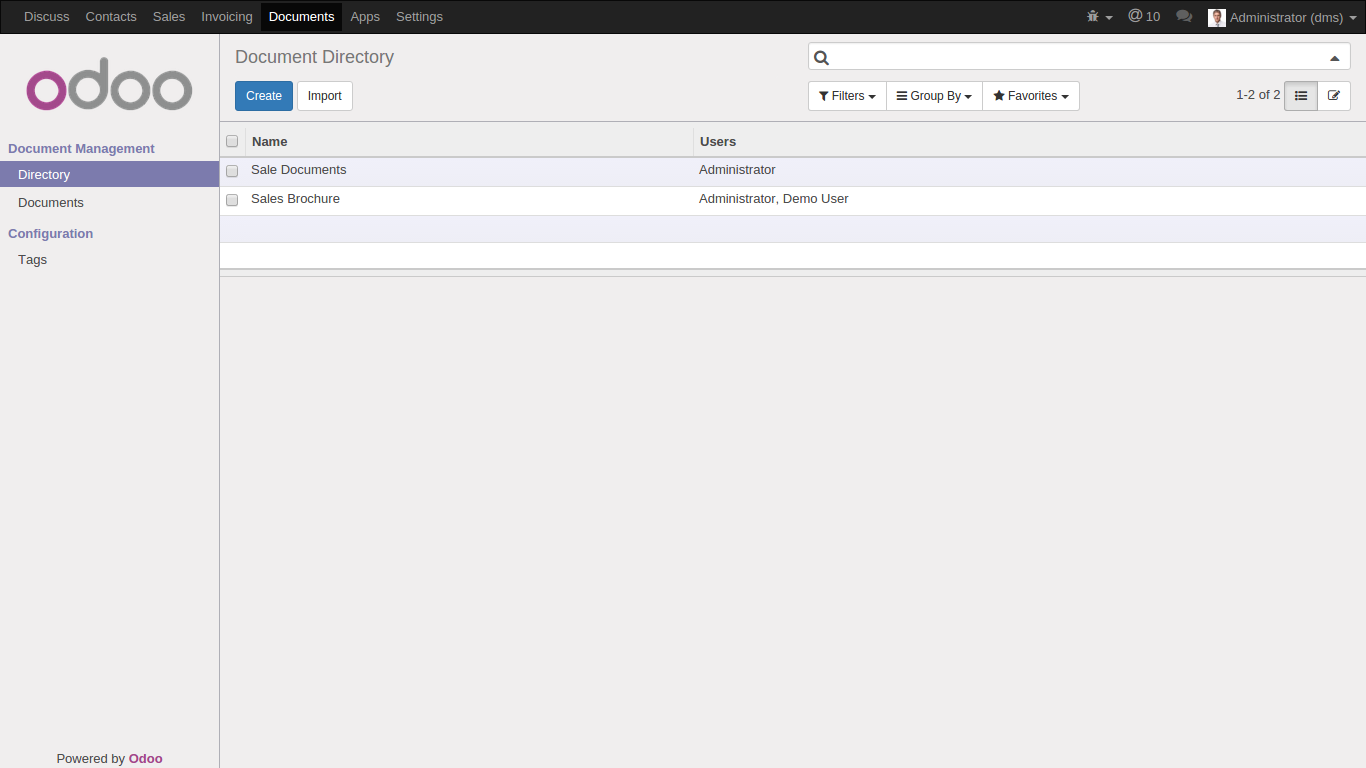 Discuss Contacts Sales Invoicing Documents Apps Settings @ 10 Administrator (dms)
odoo
Document Management
Directory
Documents
Configuration
Tags
Powered by Odoo
Document Directory
Create Import
Filters Group By Favorites 1-2 of 2
Name Users
Sale Documents Administrator
Sales Brochure Administrator, Demo User